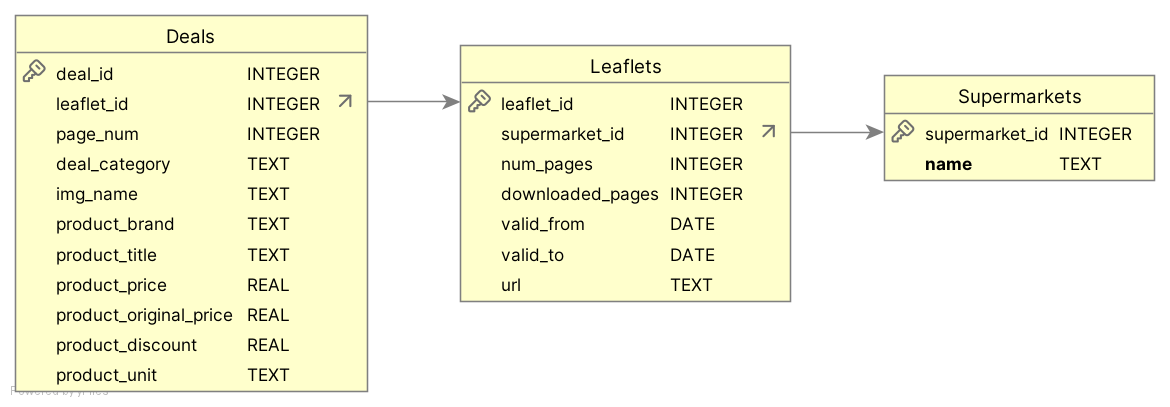 Deals
deal_id INTEGER
leaflet_id INTEGER
page_num INTEGER
deal_category TEXT
img_name TEXT
product_brand TEXT
product_title TEXT
product_price REAL
product_original_price REAL
product_discount REAL
product_unit TEXT
Leaflets
leaflet_id INTEGER
supermarket_id INTEGER
num_pages INTEGER
downloaded_pages INTEGER
valid_from DATE
valid_to DATE
url TEXT
Supermarkets
supermarket_id INTEGER
name TEXT
Powered by yFiles